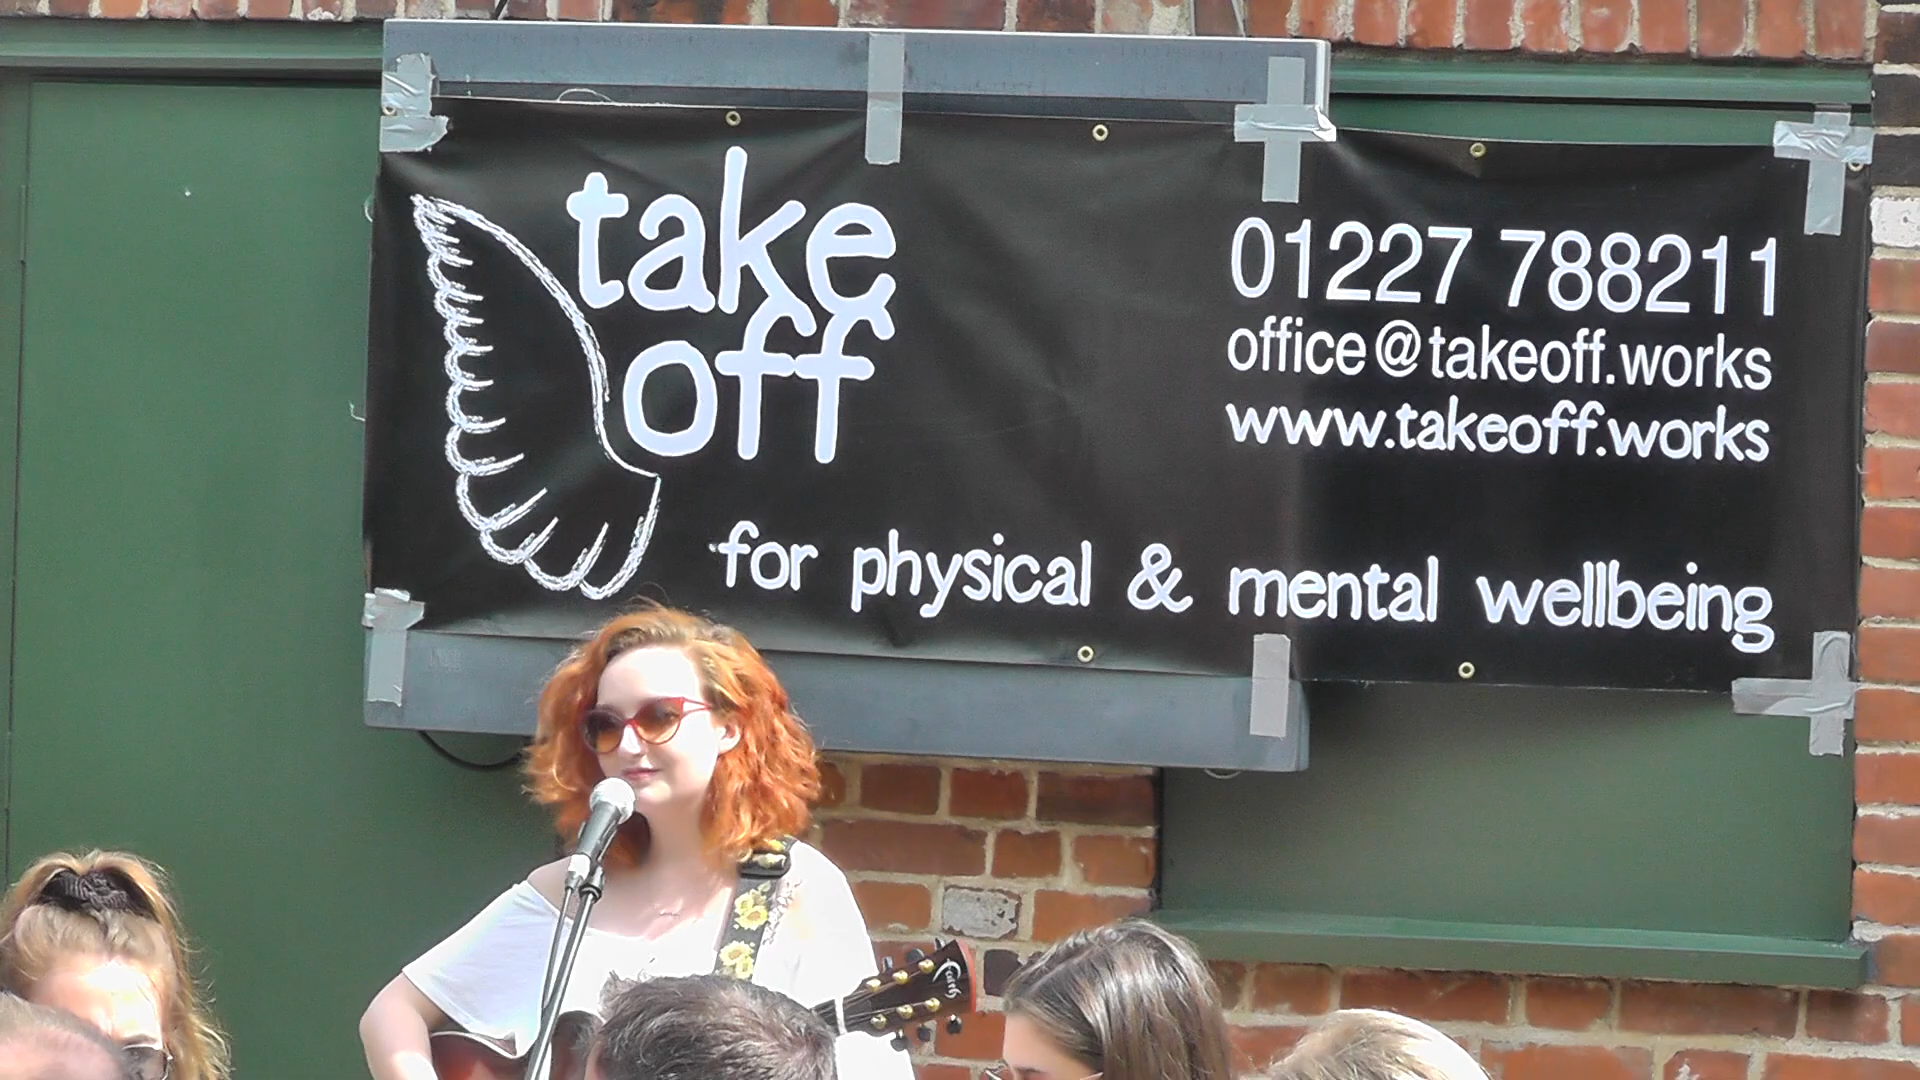 take
off
01227 788211
office@takeoff.works
www.takeoff.works
for physical & mental wellbeing